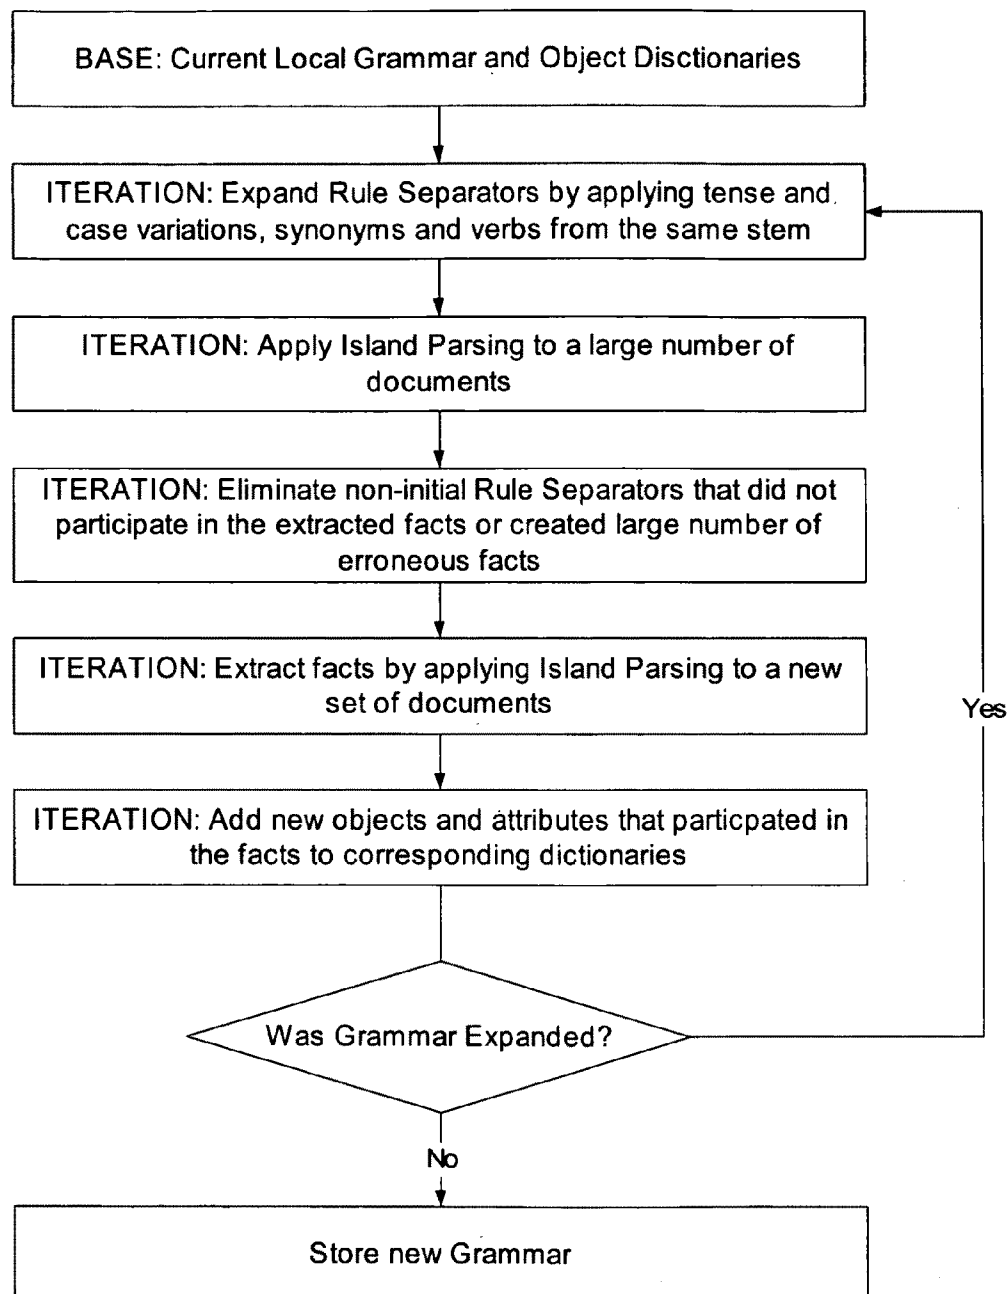 BASE: Current Local Grammar and Object Disctionaries
ITERATION: Expand Rule Separators by applying tense and
case variations, synonyms and verbs from the same stem
ITERATION: Apply Island Parsing to a large number of
documents
ITERATION: Eliminate non-initial Rule Separators that did not
participate in the extracted facts or created large number of
erroneous facts
ITERATION: Extract facts by applying Island Parsing to a new
set of documents
Yes
ITERATION: Add new objects and attributes that particpated in
the facts to corresponding dictionaries
Was Grammar Expanded?
No
Store new Grammar